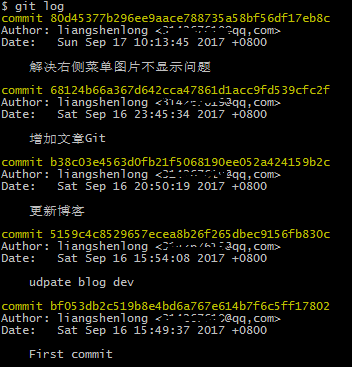 $ git log
commit 80d45377b296ee9aace788735a58bf56df17eb8c
Author: liangshenlong <@qq,com>
Date: Sun Sep 17 10:13:45 2017 +0800
解决右侧菜单图片不显示问题
commit 68124b66a367d642cca47861d1acc9fd539cfc2f
Author: liangshenlong <@qq,com>
Date: Sat Sep 16 23:45:34 2017 +0800
增加文章Git
commit b38c03e4563d0fb21f5068190ee052a424159b2c
Author: liangshenlong <@qq,com>
Date: Sat Sep 16 20:50:19 2017 +0800
更新博客
commit 5159c4c8529657ecea8b26f265dbec9156fb830c
Author: liangshenlong <@qq,com>
Date: Sat Sep 16 15:54:08 2017 +0800
udpate blog dev
commit bf053db2c519b8e4bd6a767e614b7f6c5ff17802
Author: liangshenlong <@qq,com>
Date: Sat Sep 16 15:49:37 2017 +0800
First commit